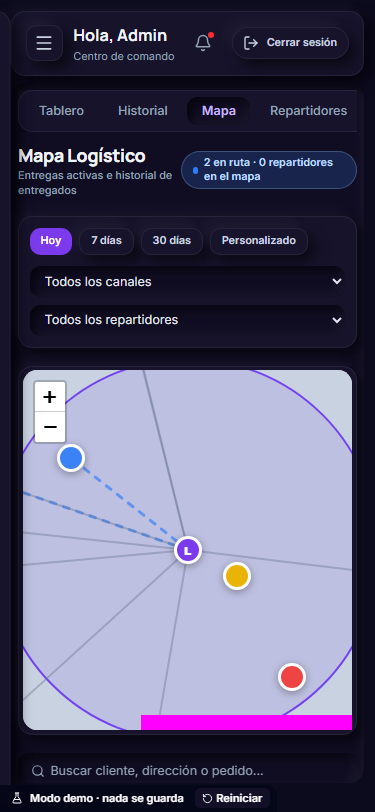 Hola, Admin
Centro de comando
Cerrar sesión
Tablero Historial Mapa Repartidores
Mapa Logístico
Entregas activas e historial de
entregados
2 en ruta · 0 repartidores
en el mapa
Hoy 7 días 30 días Personalizado
Todos los canales
Todos los repartidores
+
−
L
Buscar cliente, dirección o pedido...
Modo demo · nada se guarda Reiniciar